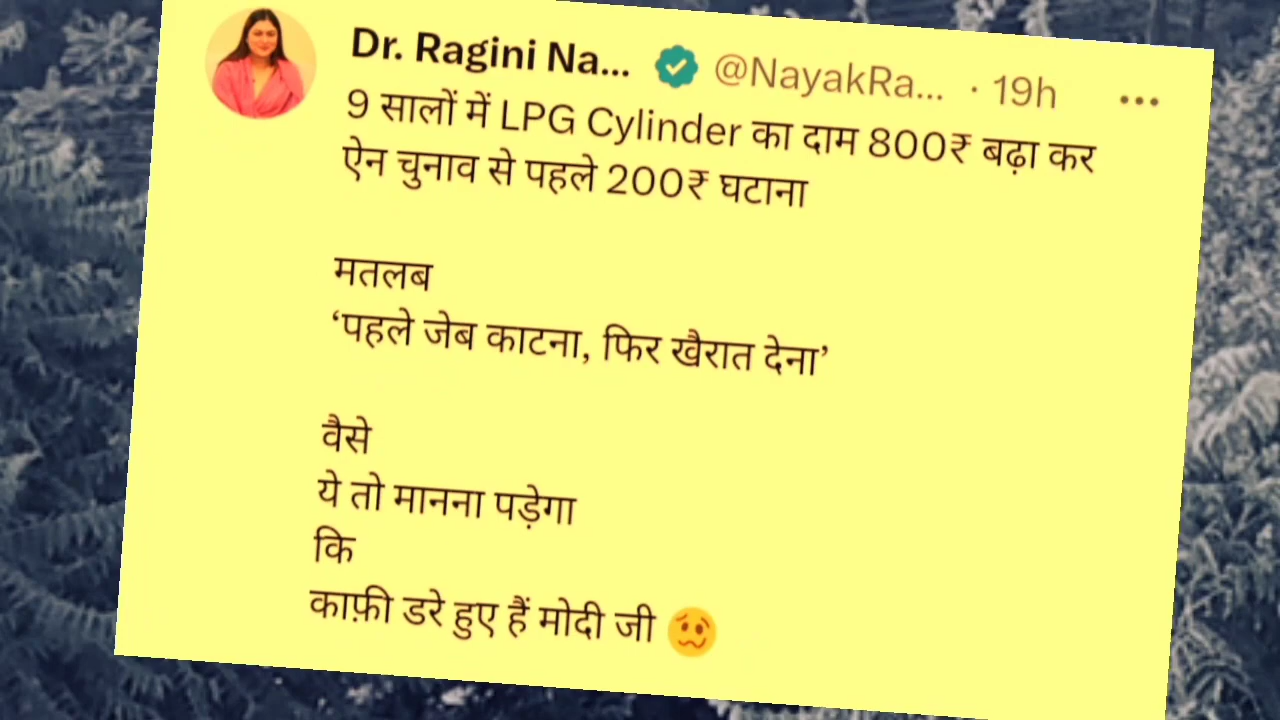 Dr. Ragini Na... @NayakRa... · 19h
9 सालों में LPG Cylinder का दाम 800₹ बढ़ा कर
ऐन चुनाव से पहले 200₹ घटाना
मतलब
‘पहले जेब काटना, फिर खैरात देना’
वैसे
ये तो मानना पड़ेगा
कि
काफ़ी डरे हुए हैं मोदी जी 🥴